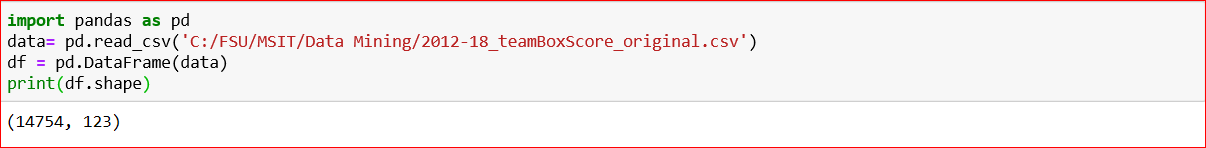 import pandas as pd
data= pd.read_csv('C:/FSU/MSIT/Data Mining/2012-18_teamBoxScore_original.csv')
df = pd.DataFrame(data)
print(df.shape)
(14754, 123)